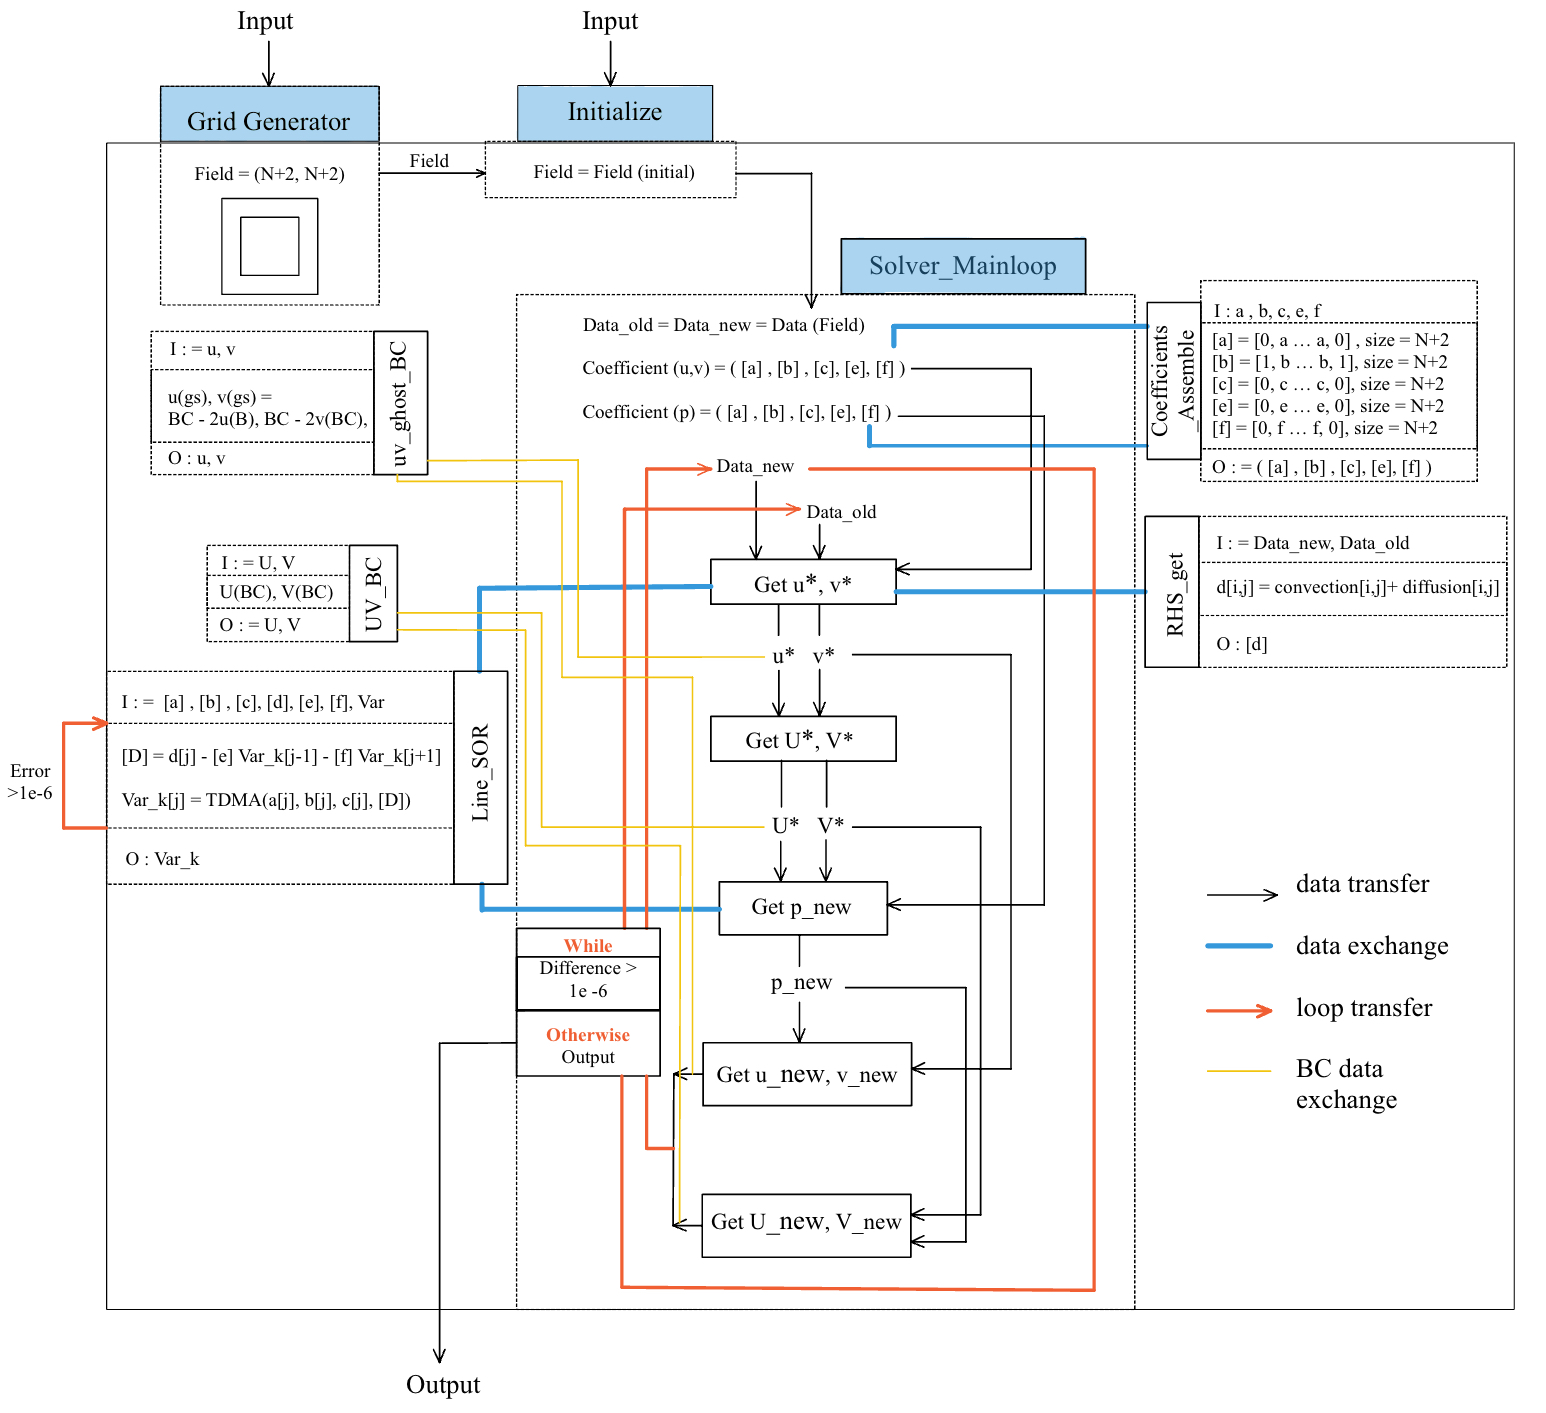 Input
Input
Grid Generator
Initialize
Field = (N+2, N+2)
Field
Field = Field (initial)
Solver_Mainloop
Data_old = Data_new = Data (Field)
Coefficient (u,v) = ( [a] , [b] , [c], [e], [f] )
Coefficient (p) = ( [a] , [b] , [c], [e], [f] )
Coefficients
_Assemble
I : a , b, c, e, f
[a] = [0, a … a, 0] , size = N+2
[b] = [1, b … b, 1], size = N+2
[c] = [0, c … c, 0], size = N+2
[e] = [0, e … e, 0], size = N+2
[f] = [0, f … f, 0], size = N+2
O : = ( [a] , [b] , [c], [e], [f] )
I : = u, v
u(gs), v(gs) =
BC - 2u(B), BC - 2v(BC),
O : u, v
uv_ghost_BC
Data_new
Data_old
I : = U, V
U(BC), V(BC)
O : = U, V
UV_BC
Get u*, v*
RHS_get
I : = Data_new, Data_old
d[i,j] = convection[i,j]+ diffusion[i,j]
O : [d]
u*
v*
I : = [a] , [b] , [c], [d], [e], [f], Var
[D] = d[j] - [e] Var_k[j-1] - [f] Var_k[j+1]
Var_k[j] = TDMA(a[j], b[j], c[j], [D])
O : Var_k
Line_SOR
Error
>1e-6
Get U*, V*
U*
V*
Get p_new
While
Difference >
1e -6
Otherwise
Output
p_new
Get u_new, v_new
Get U_new, V_new
data transfer
data exchange
loop transfer
BC data
exchange
Output